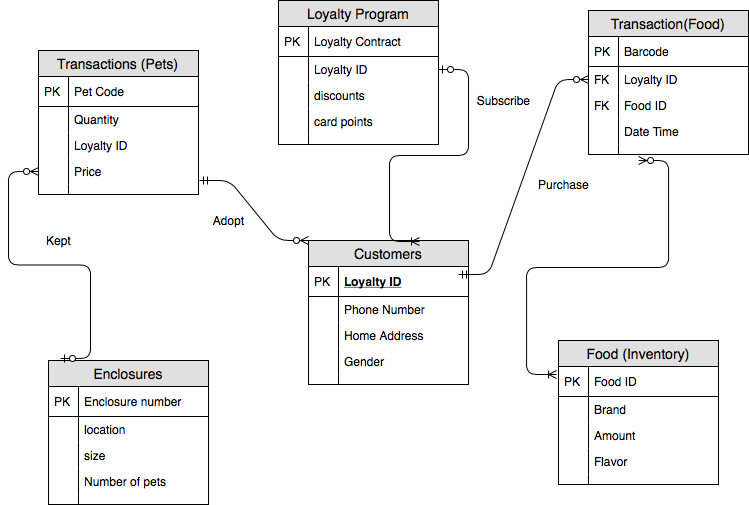 Loyalty Program
PK Loyalty Contract
Loyalty ID
discounts
card points
Transaction(Food)
PK Barcode
FK Loyalty ID
FK Food ID
Date Time
Transactions (Pets)
PK Pet Code
Quantity
Loyalty ID
Price
Subscribe
Purchase
Adopt
Kept
Customers
PK Loyalty ID
Phone Number
Home Address
Gender
Enclosures
PK Enclosure number
location
size
Number of pets
Food (Inventory)
PK Food ID
Brand
Amount
Flavor